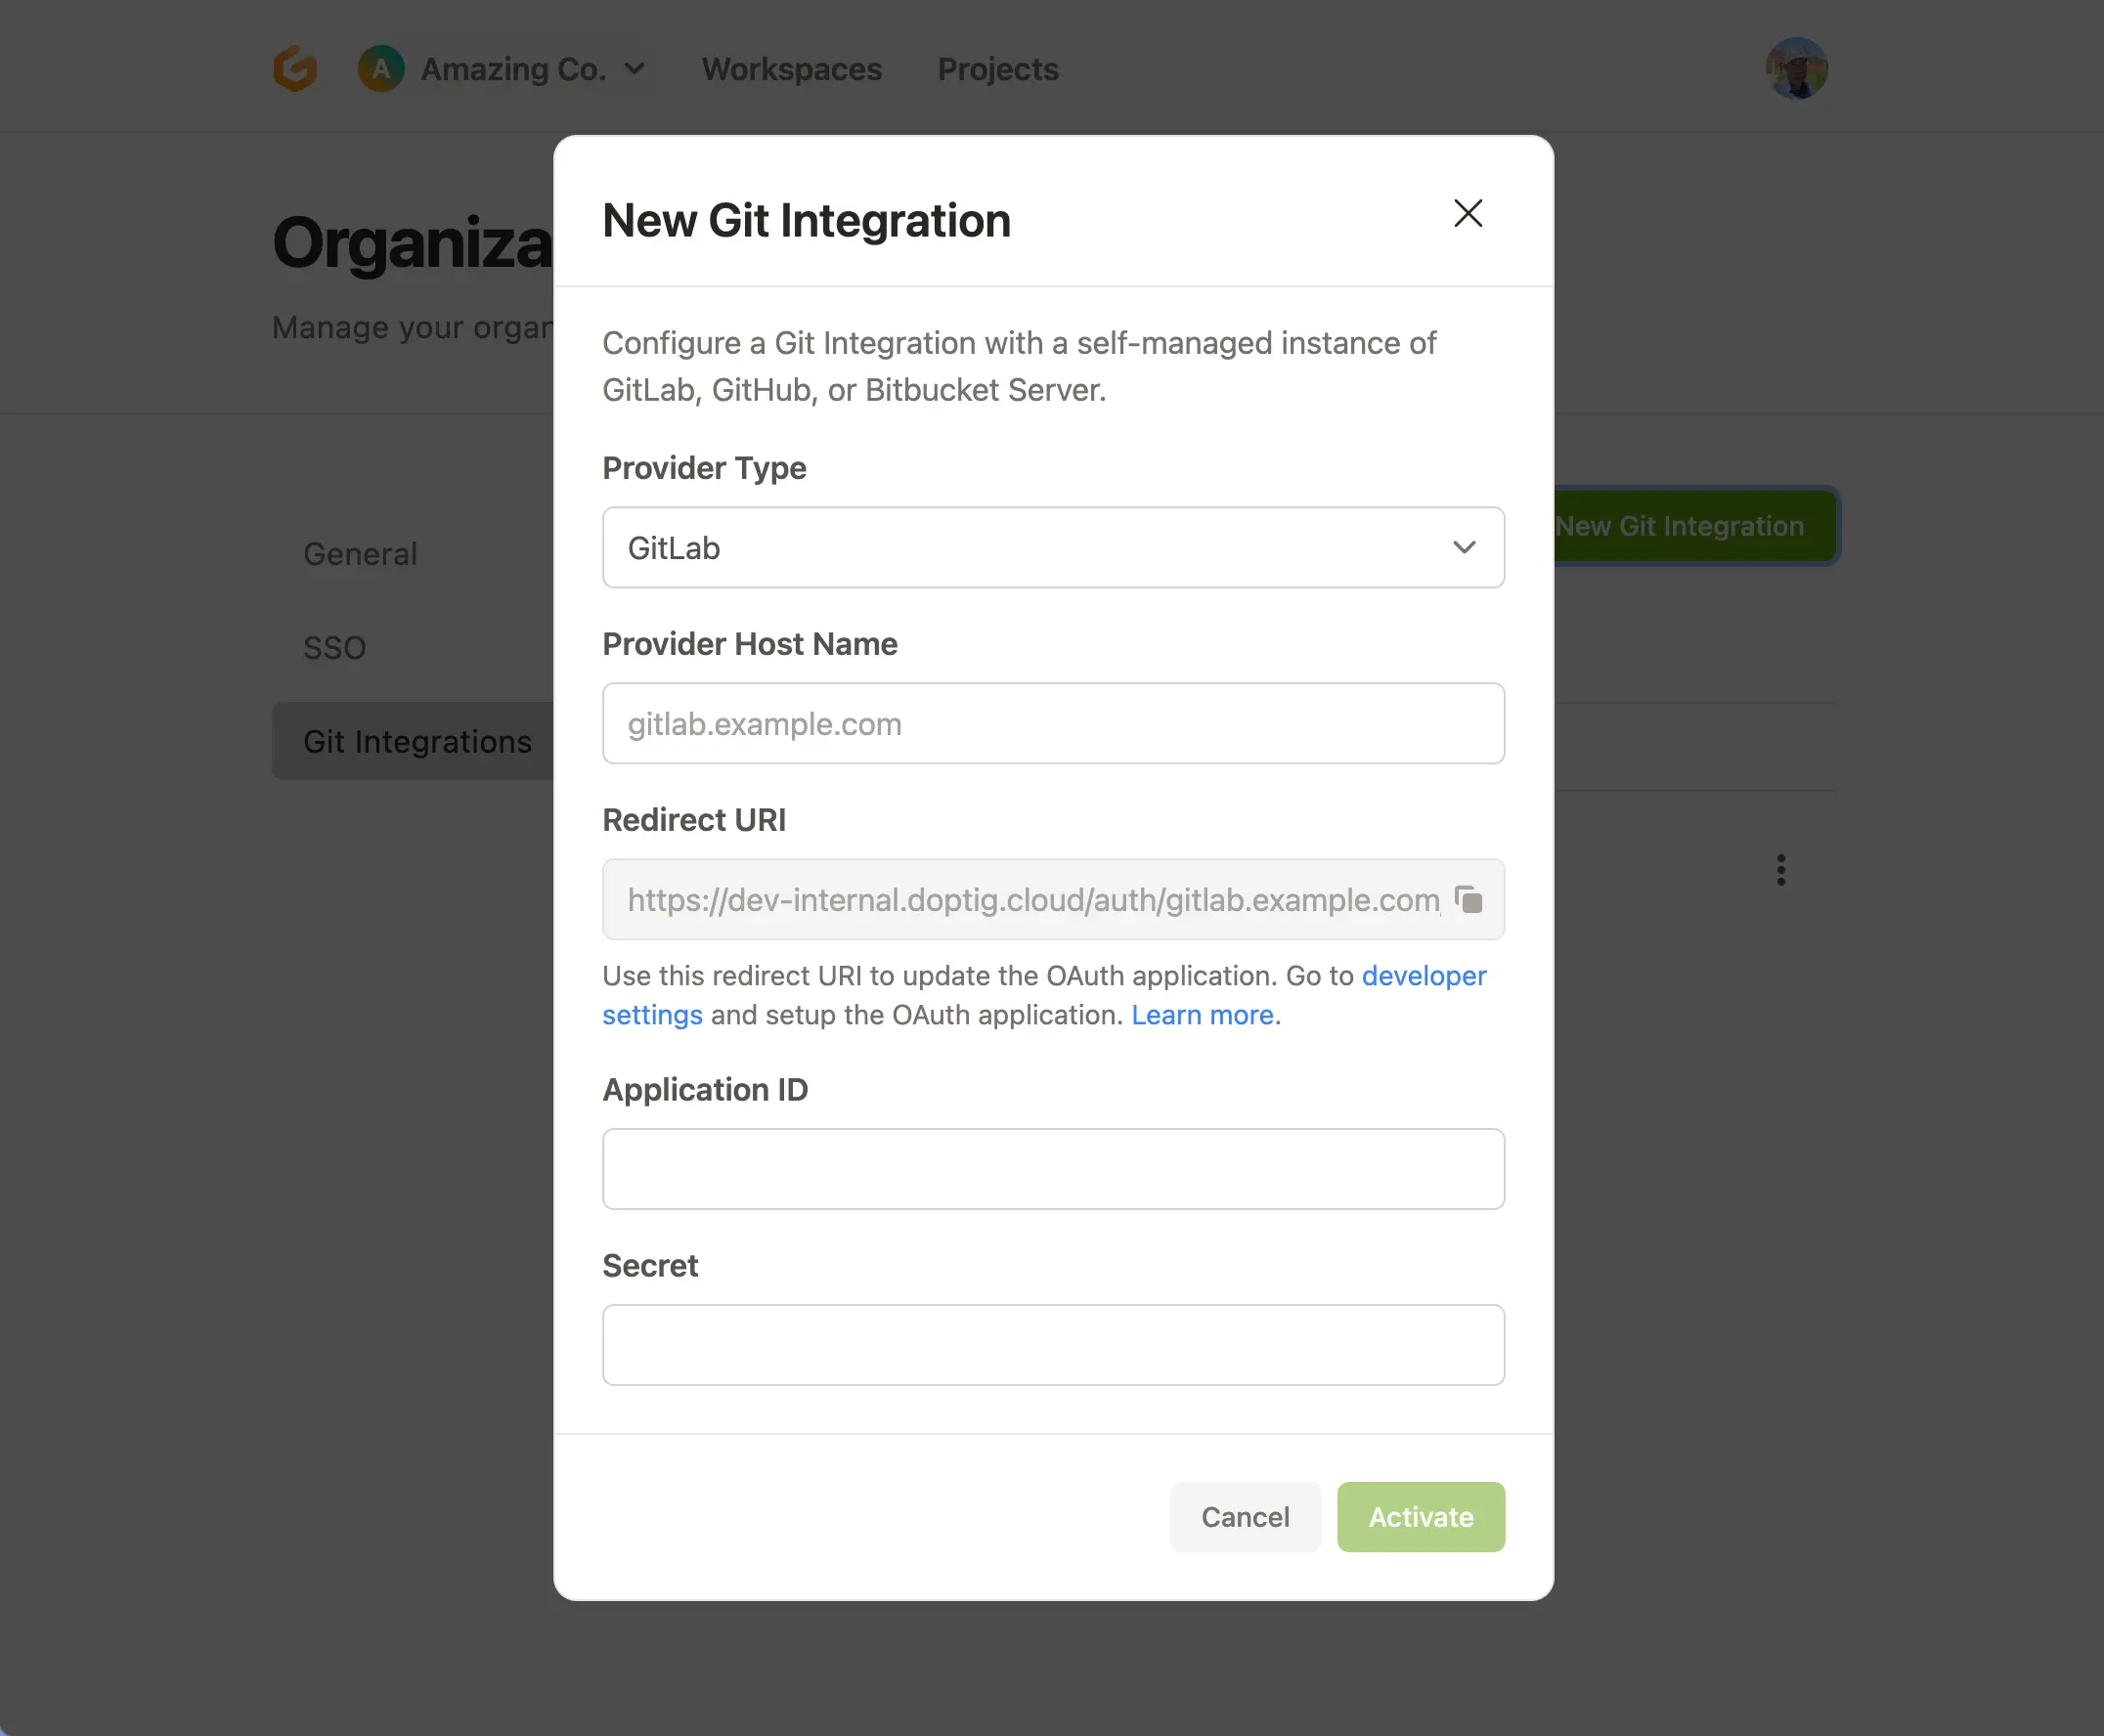 A Amazing Co. Workspaces Projects
New Git Integration
Organiza
Manage your organ
Configure a Git Integration with a self-managed instance of
GitLab, GitHub, or Bitbucket Server.
Provider Type
GitLab
New Git Integration
General
SSO
Git Integrations
Provider Host Name
gitlab.example.com
Redirect URI
https://dev-internal.doptig.cloud/auth/gitlab.example.com
Use this redirect URI to update the OAuth application. Go to developer
settings and setup the OAuth application. Learn more.
Application ID
Secret
Cancel Activate